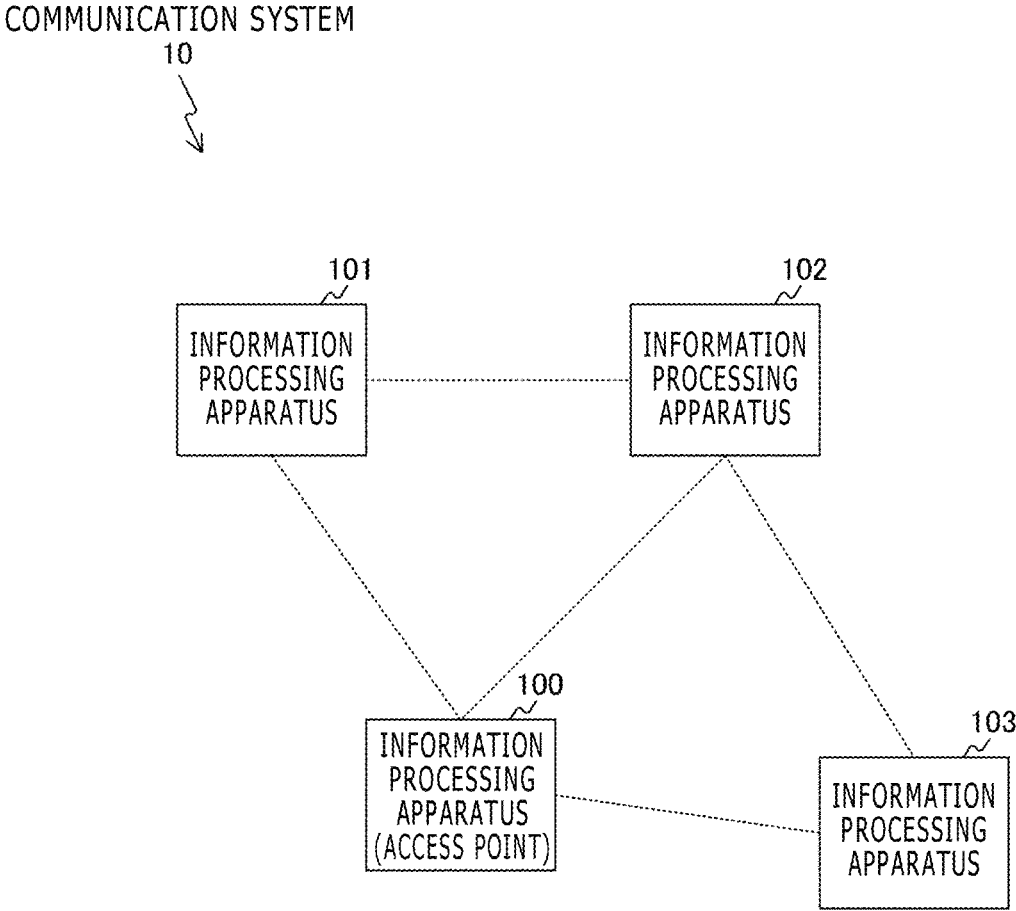 COMMUNICATION SYSTEM
10
101
INFORMATION
PROCESSING
APPARATUS
102
INFORMATION
PROCESSING
APPARATUS
100
INFORMATION
PROCESSING
APPARATUS
(ACCESS POINT)
103
INFORMATION
PROCESSING
APPARATUS